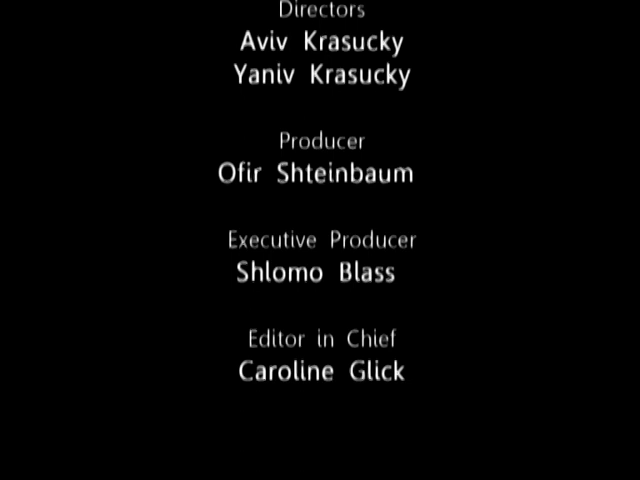 Directors
Aviv Krasucky
Yaniv Krasucky
Producer
Ofir Shteinbaum
Executive Producer
Shlomo Blass
Editor in Chief
Caroline Glick